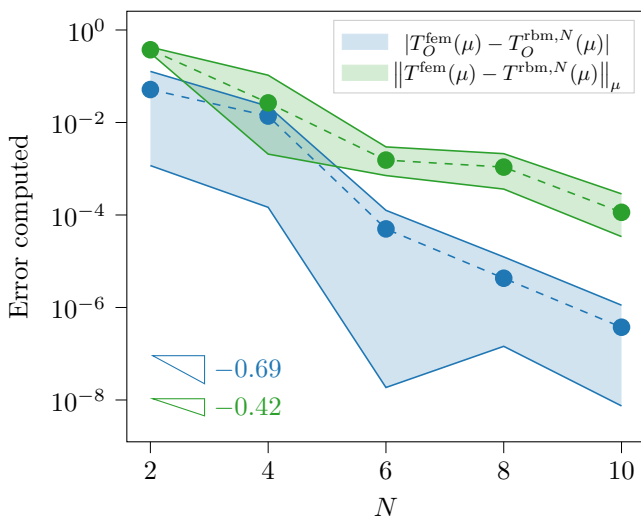 |T_O^fem(μ) − T_O^rbm,N(μ)|
‖T^fem(μ) − T^rbm,N(μ)‖_μ
Error computed
10^0
10^−2
10^−4
10^−6
10^−8
−0.69
−0.42
2 4 6 8 10
N